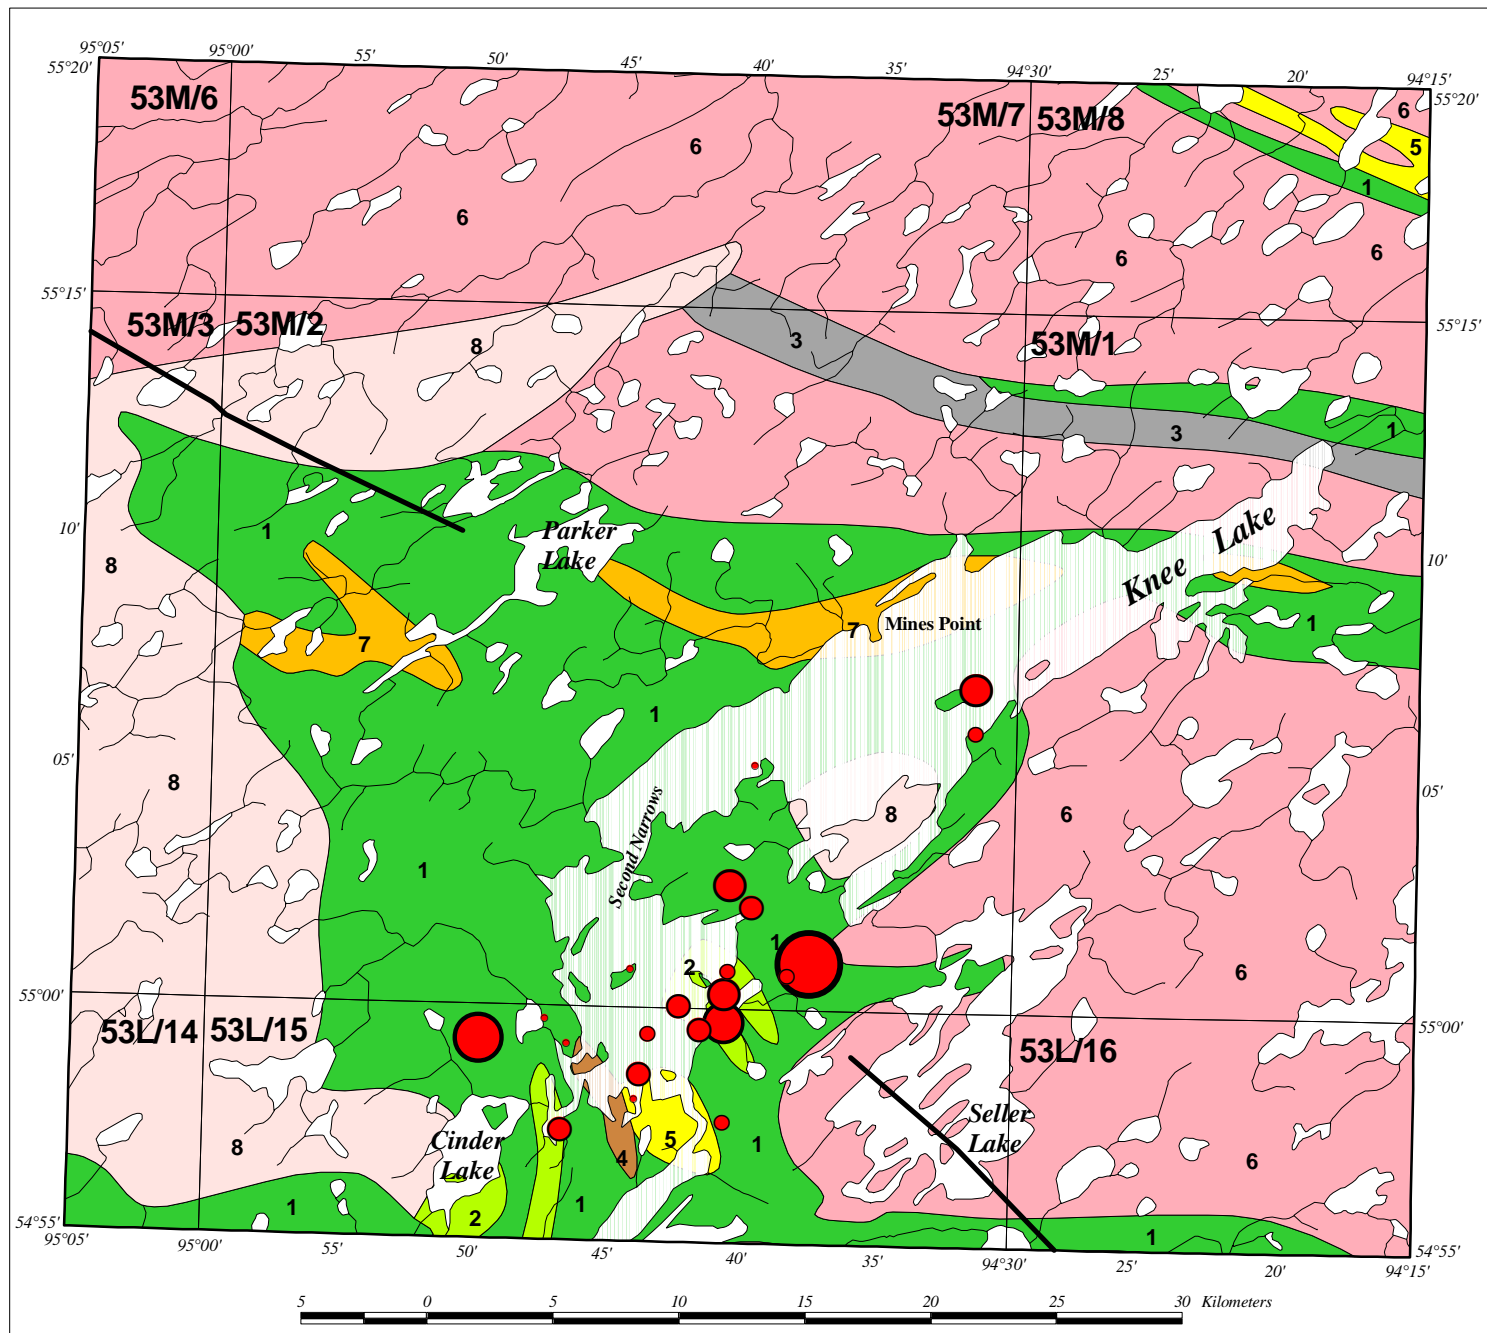 95°05' 95°00' 55' 50' 45' 40' 35' 94°30' 25' 20' 94°15'
55°20' 55°20'
53M/6 53M/7 53M/8
6 6 5
6 1
6 6 6
55°15' 55°15'
53M/3 53M/2 53M/1
8 3
3 1
10' 10'
1 Parker
Lake
Knee Lake
8
7 7 Mines Point 1
1
05' 05'
8 8 6
Second Narrows
1
1
2 6
55°00' 55°00'
53L/14 53L/15 53L/16
Seller
Lake
Cinder
Lake
8 4 5 1 6
1 2 1 1
54°55' 54°55'
95°05' 95°00' 55' 50' 45' 40' 35' 94°30' 25' 20' 94°15'
5 0 5 10 15 20 25 30 Kilometers